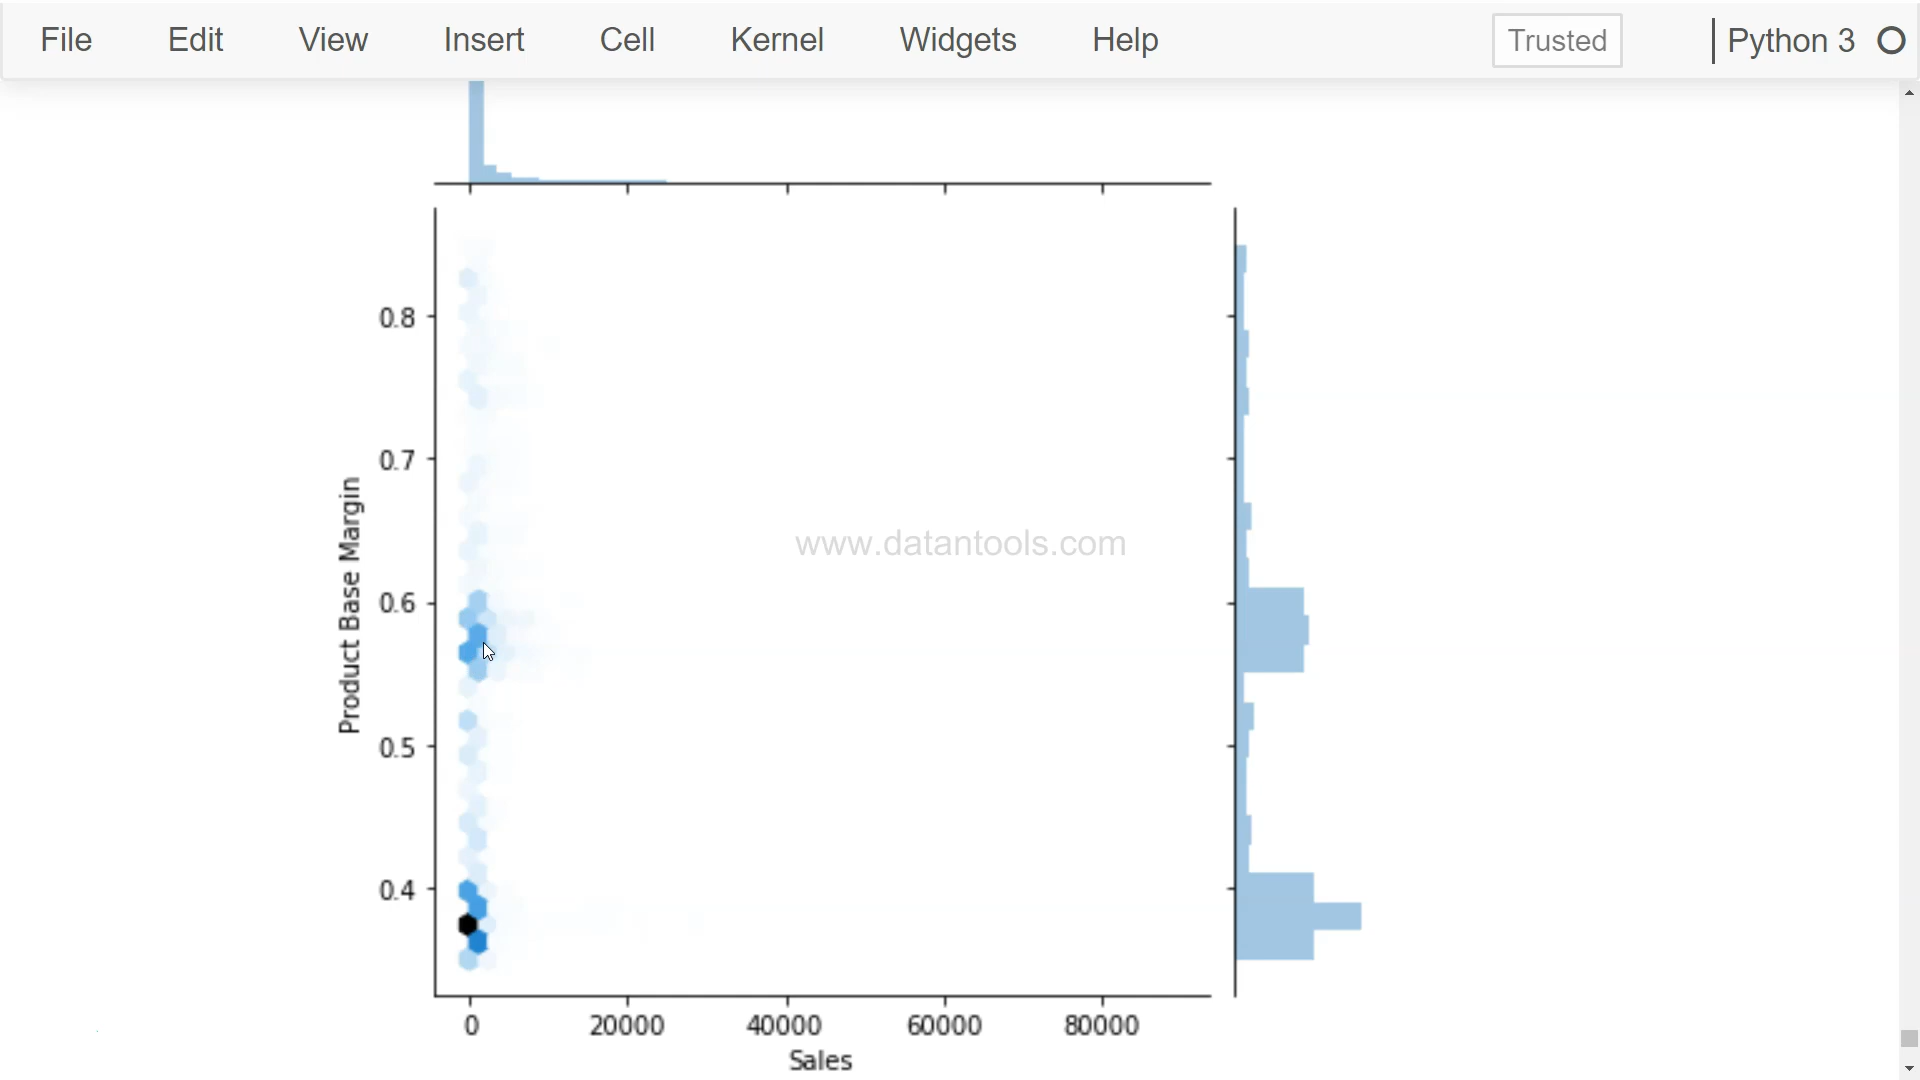 File Edit View Insert Cell Kernel Widgets Help Trusted Python 3
0.8
0.7
www.datantools.com
Product Base Margin
0.6
0.5
0.4
0 20000 40000 60000 80000
Sales